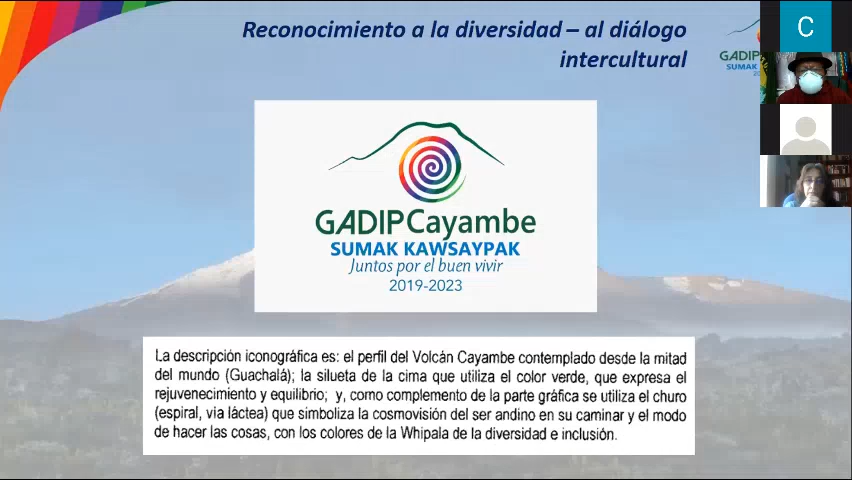 Reconocimiento a la diversidad – al diálogo
intercultural
GADIP
SUMAK
C
GADIPCayambe
SUMAK KAWSAYPAK
Juntos por el buen vivir
2019-2023
La descripción iconográfica es: el perfil del Volcán Cayambe contemplado desde la mitad
del mundo (Guachalá); la silueta de la cima que utiliza el color verde, que expresa el
rejuvenecimiento y equilibrio; y, como complemento de la parte gráfica se utiliza el churo
(espiral, vía láctea) que simboliza la cosmovisión del ser andino en su caminar y el modo
de hacer las cosas, con los colores de la Whipala de la diversidad e inclusión.